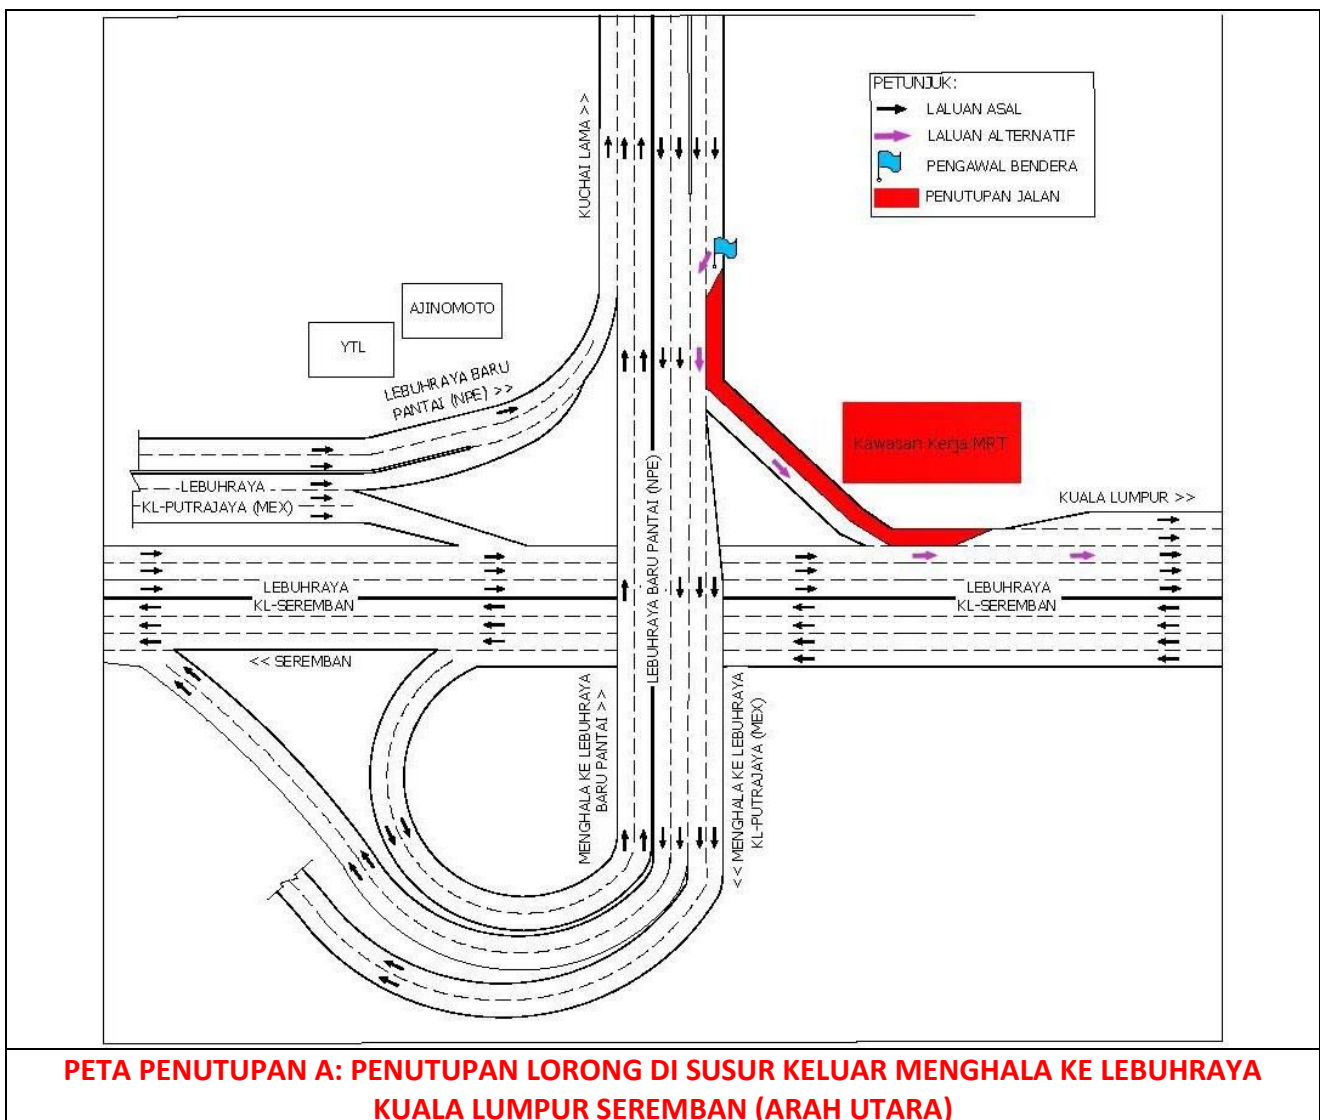 PETUNJUK:
LALUAN ASAL
LALUAN ALTERNATIF
PENGAWAL BENDERA
PENUTUPAN JALAN
KUCHAI LAMA >>
AJINOMOTO
YTL
LEBUHRAYA BARU
PANTAI (NPE) >>
Kawasan Kerja MRT
LEBUHRAYA
KL-PUTRAJAYA (MEX)
KUALA LUMPUR >>
LEBUHRAYA BARU PANTAI (NPE)
LEBUHRAYA
KL-SEREMBAN
LEBUHRAYA
KL-SEREMBAN
<< SEREMBAN
MENGHALA KE LEBUHRAYA
BARU PANTAI >>
<< MENGHALA KE LEBUHRAYA
KL-PUTRAJAYA (MEX)
PETA PENUTUPAN A: PENUTUPAN LORONG DI SUSUR KELUAR MENGHALA KE LEBUHRAYA
KUALA LUMPUR SEREMBAN (ARAH UTARA)